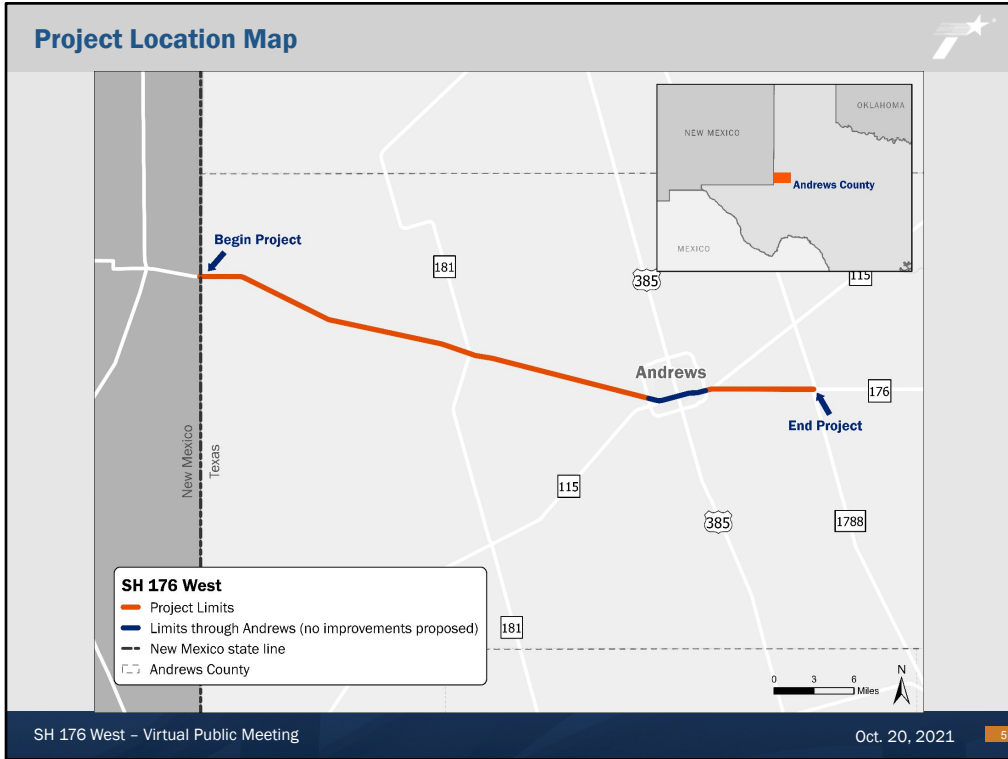 Project Location Map
OKLAHOMA
NEW MEXICO
Andrews County
MEXICO
Begin Project
181
385
115
Andrews
176
End Project
New Mexico
Texas
115
385
1788
SH 176 West
Project Limits
Limits through Andrews (no improvements proposed)
New Mexico state line
Andrews County
181
0 3 6
Miles
N
SH 176 West – Virtual Public Meeting
Oct. 20, 2021
5